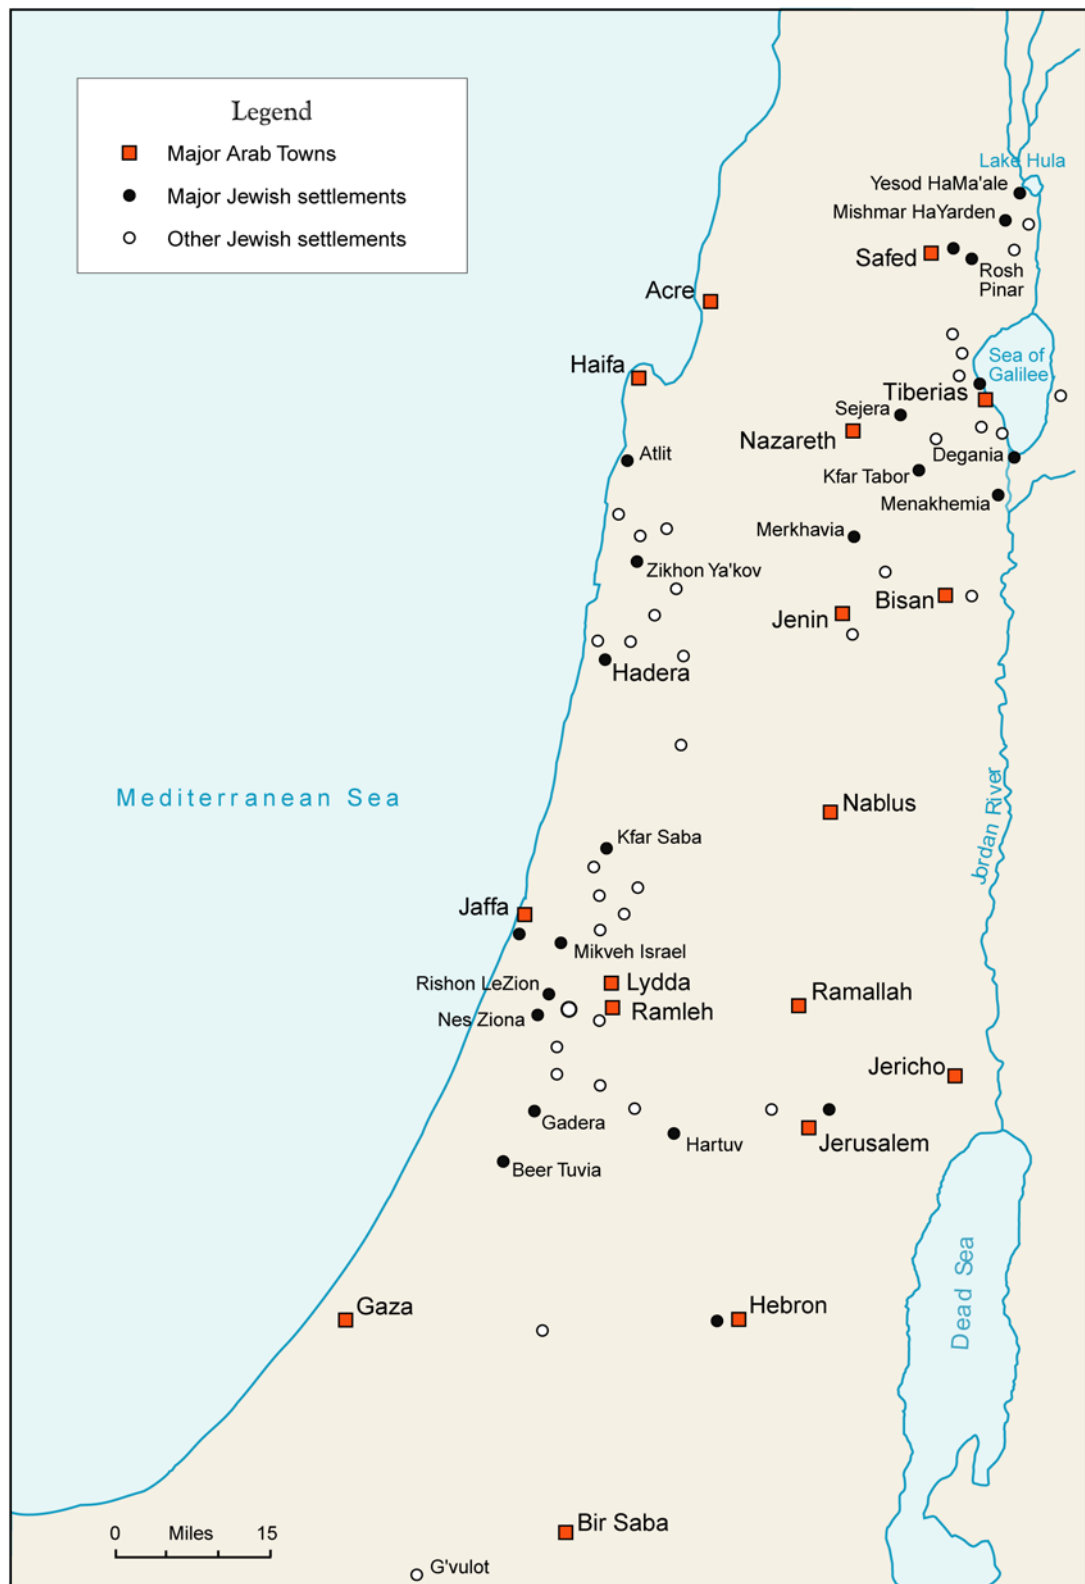 Legend
Major Arab Towns
Major Jewish settlements
Other Jewish settlements
Lake Hula
Yesod HaMa'ale
Mishmar HaYarden
Safed
Rosh
Pinar
Acre
Sea of
Galilee
Haifa
Tiberias
Sejera
Nazareth
Degania
Atlit
Kfar Tabor
Menakhemia
Merkhavia
Zikhon Ya'kov
Bisan
Jenin
Hadera
Mediterranean Sea
Nablus
Jordan River
Kfar Saba
Jaffa
Mikveh Israel
Rishon LeZion
Lydda
Ramallah
Ramleh
Nes Ziona
Jericho
Gadera
Hartuv
Jerusalem
Beer Tuvia
Dead Sea
Gaza
Hebron
Bir Saba
0 Miles 15
G'vulot